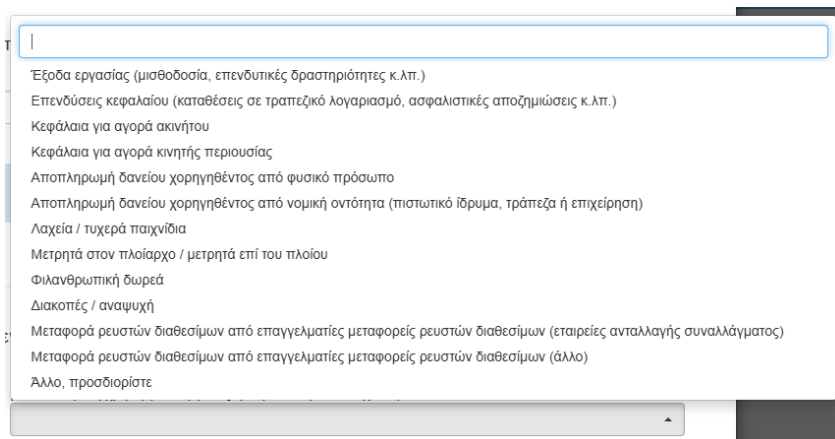 Έξοδα εργασίας (μισθοδοσία, επενδυτικές δραστηριότητες κ.λπ.)
Επενδύσεις κεφαλαίου (καταθέσεις σε τραπεζικό λογαριασμό, ασφαλιστικές αποζημιώσεις κ.λπ.)
Κεφάλαια για αγορά ακινήτου
Κεφάλαια για αγορά κινητής περιουσίας
Αποπληρωμή δανείου χορηγηθέντος από φυσικό πρόσωπο
Αποπληρωμή δανείου χορηγηθέντος από νομική οντότητα (πιστωτικό ίδρυμα, τράπεζα ή επιχείρηση)
Λαχεία / τυχερά παιχνίδια
Μετρητά στον πλοίαρχο / μετρητά επί του πλοίου
Φιλανθρωπική δωρεά
Διακοπές / αναψυχή
Μεταφορά ρευστών διαθεσίμων από επαγγελματίες μεταφορείς ρευστών διαθεσίμων (εταιρείες ανταλλαγής συναλλάγματος)
Μεταφορά ρευστών διαθεσίμων από επαγγελματίες μεταφορείς ρευστών διαθεσίμων (άλλο)
Άλλο, προσδιορίστε